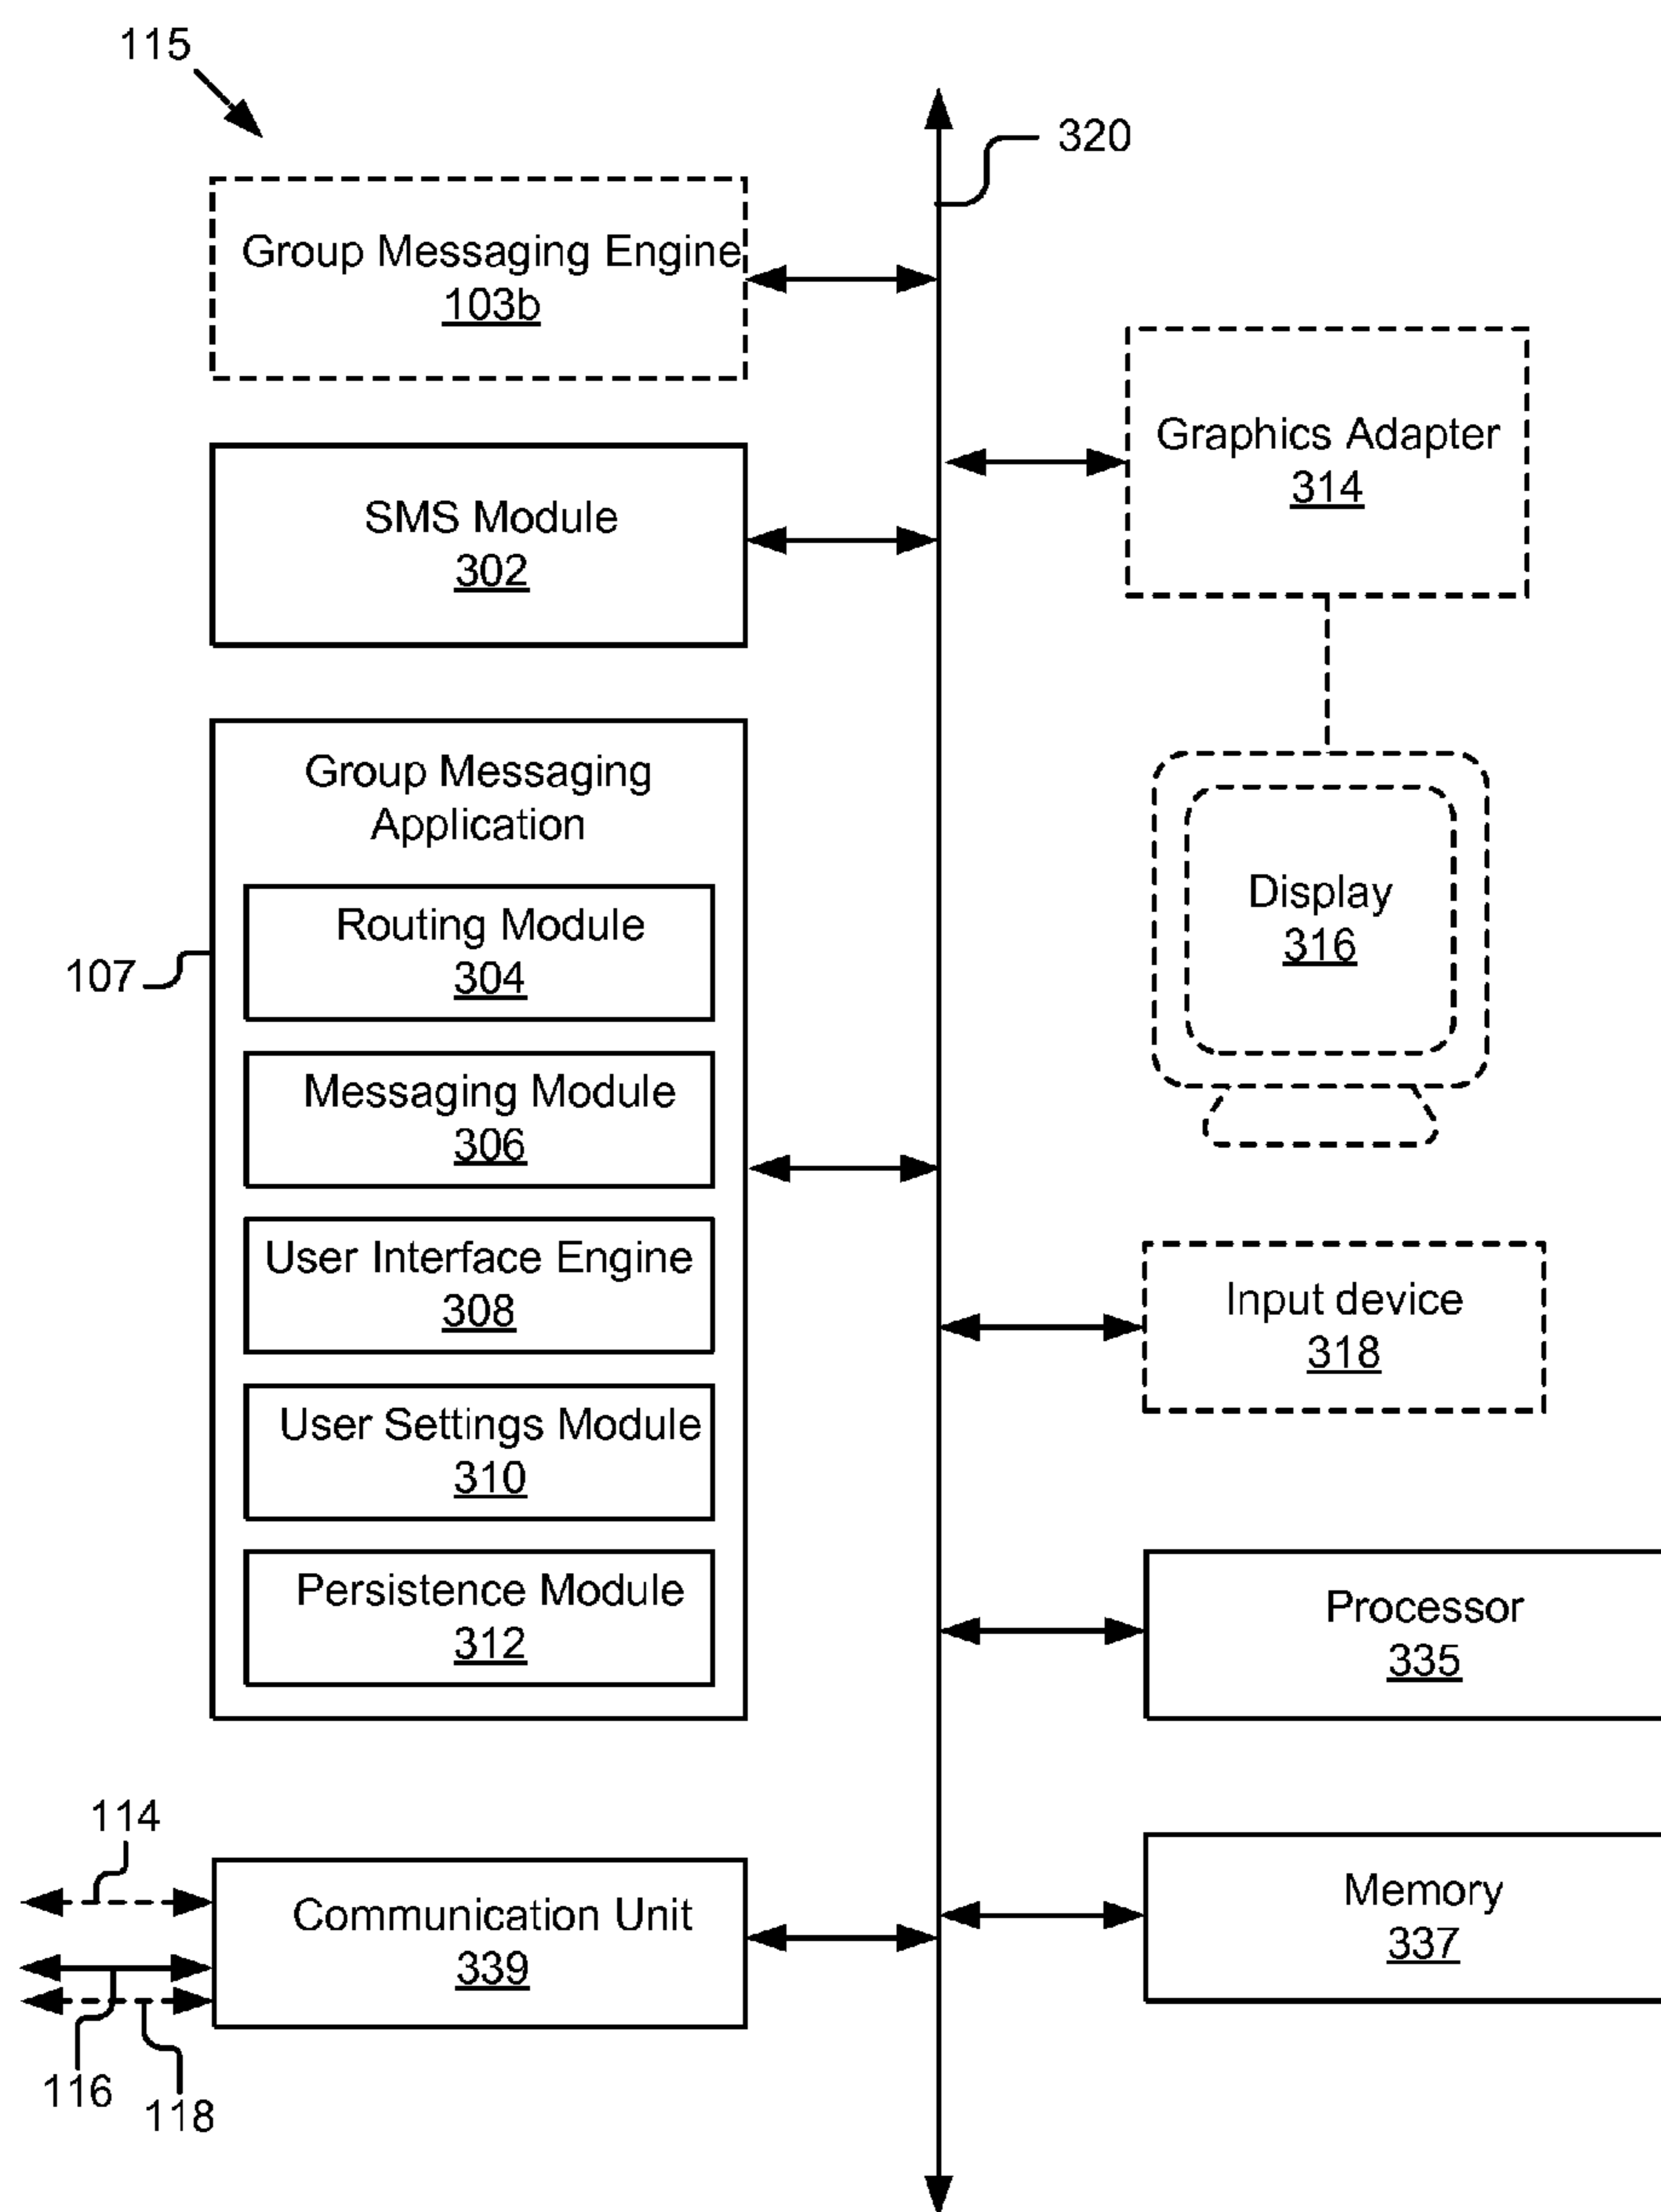 115
320
Group Messaging Engine
103b
Graphics Adapter
314
SMS Module
302
Group Messaging
Application
Display
316
107
Routing Module
304
Messaging Module
306
User Interface Engine
308
Input device
318
User Settings Module
310
Persistence Module
312
Processor
335
114
Communication Unit
339
Memory
337
116
118